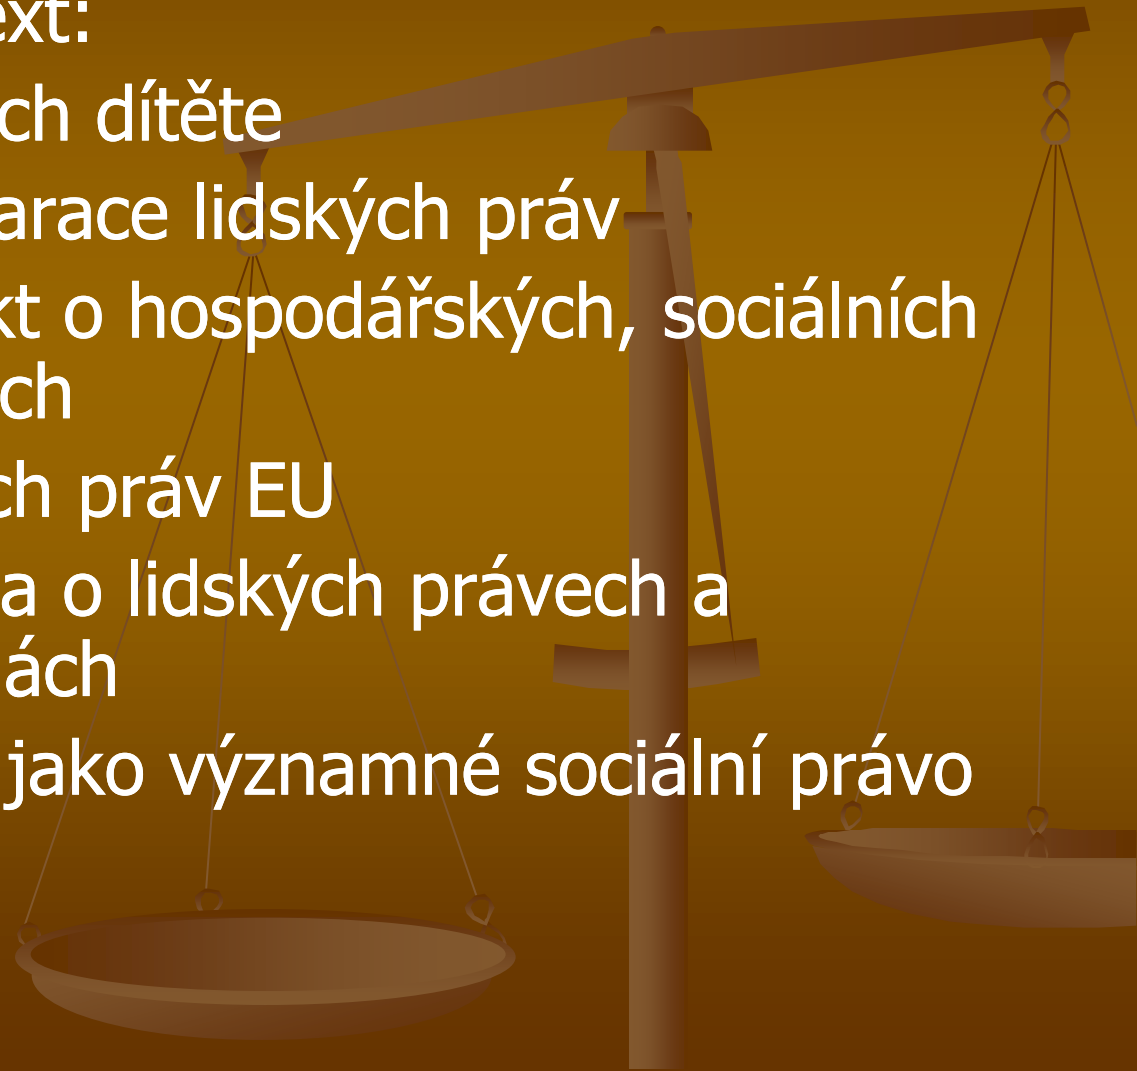 ext:
ch dítěte
arace lidských práv
kt o hospodářských, sociálních
ch
ch práv EU
a o lidských právech a
ách
jako významné sociální právo